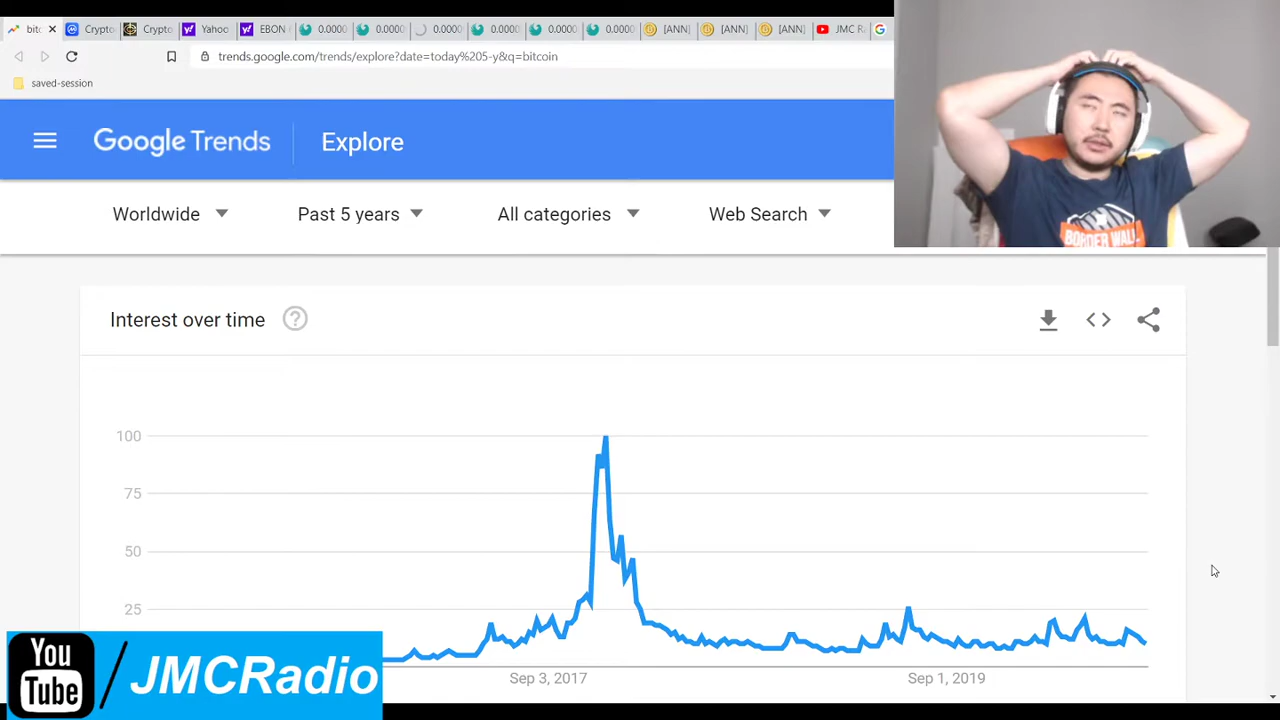 bitc
Crypto
Crypto
Yahoo
EBON
0.0000
0.0000
0.0000
0.0000
0.0000
0.0000
[ANN]
[ANN]
[ANN]
JMC R
trends.google.com/trends/explore?date=today%205-y&q=bitcoin
saved-session
Google Trends
Explore
Worldwide
Past 5 years
All categories
Web Search
BORDER WALL
Interest over time
?
100
75
50
25
Sep 3, 2017
Sep 1, 2019
You
Tube
/JMCRadio